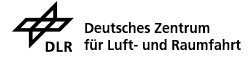 Deutsches Zentrum
DLR für Luft- und Raumfahrt